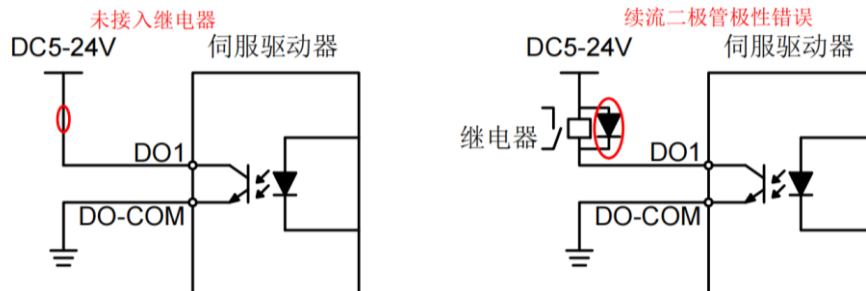 未接入继电器
DC5-24V
伺服驱动器
DO1
DO-COM
续流二极管极性错误
DC5-24V
伺服驱动器
继电器
DO1
DO-COM